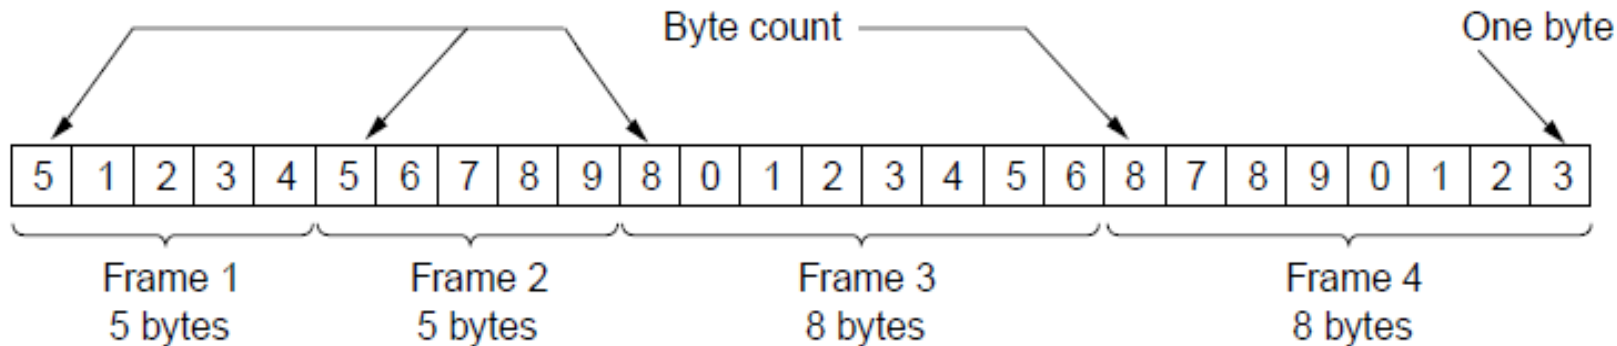 Byte count One byte
5 1 2 3 4 5 6 7 8 9 8 0 1 2 3 4 5 6 8 7 8 9 0 1 2 3
Frame 1 Frame 2 Frame 3 Frame 4
5 bytes 5 bytes 8 bytes 8 bytes